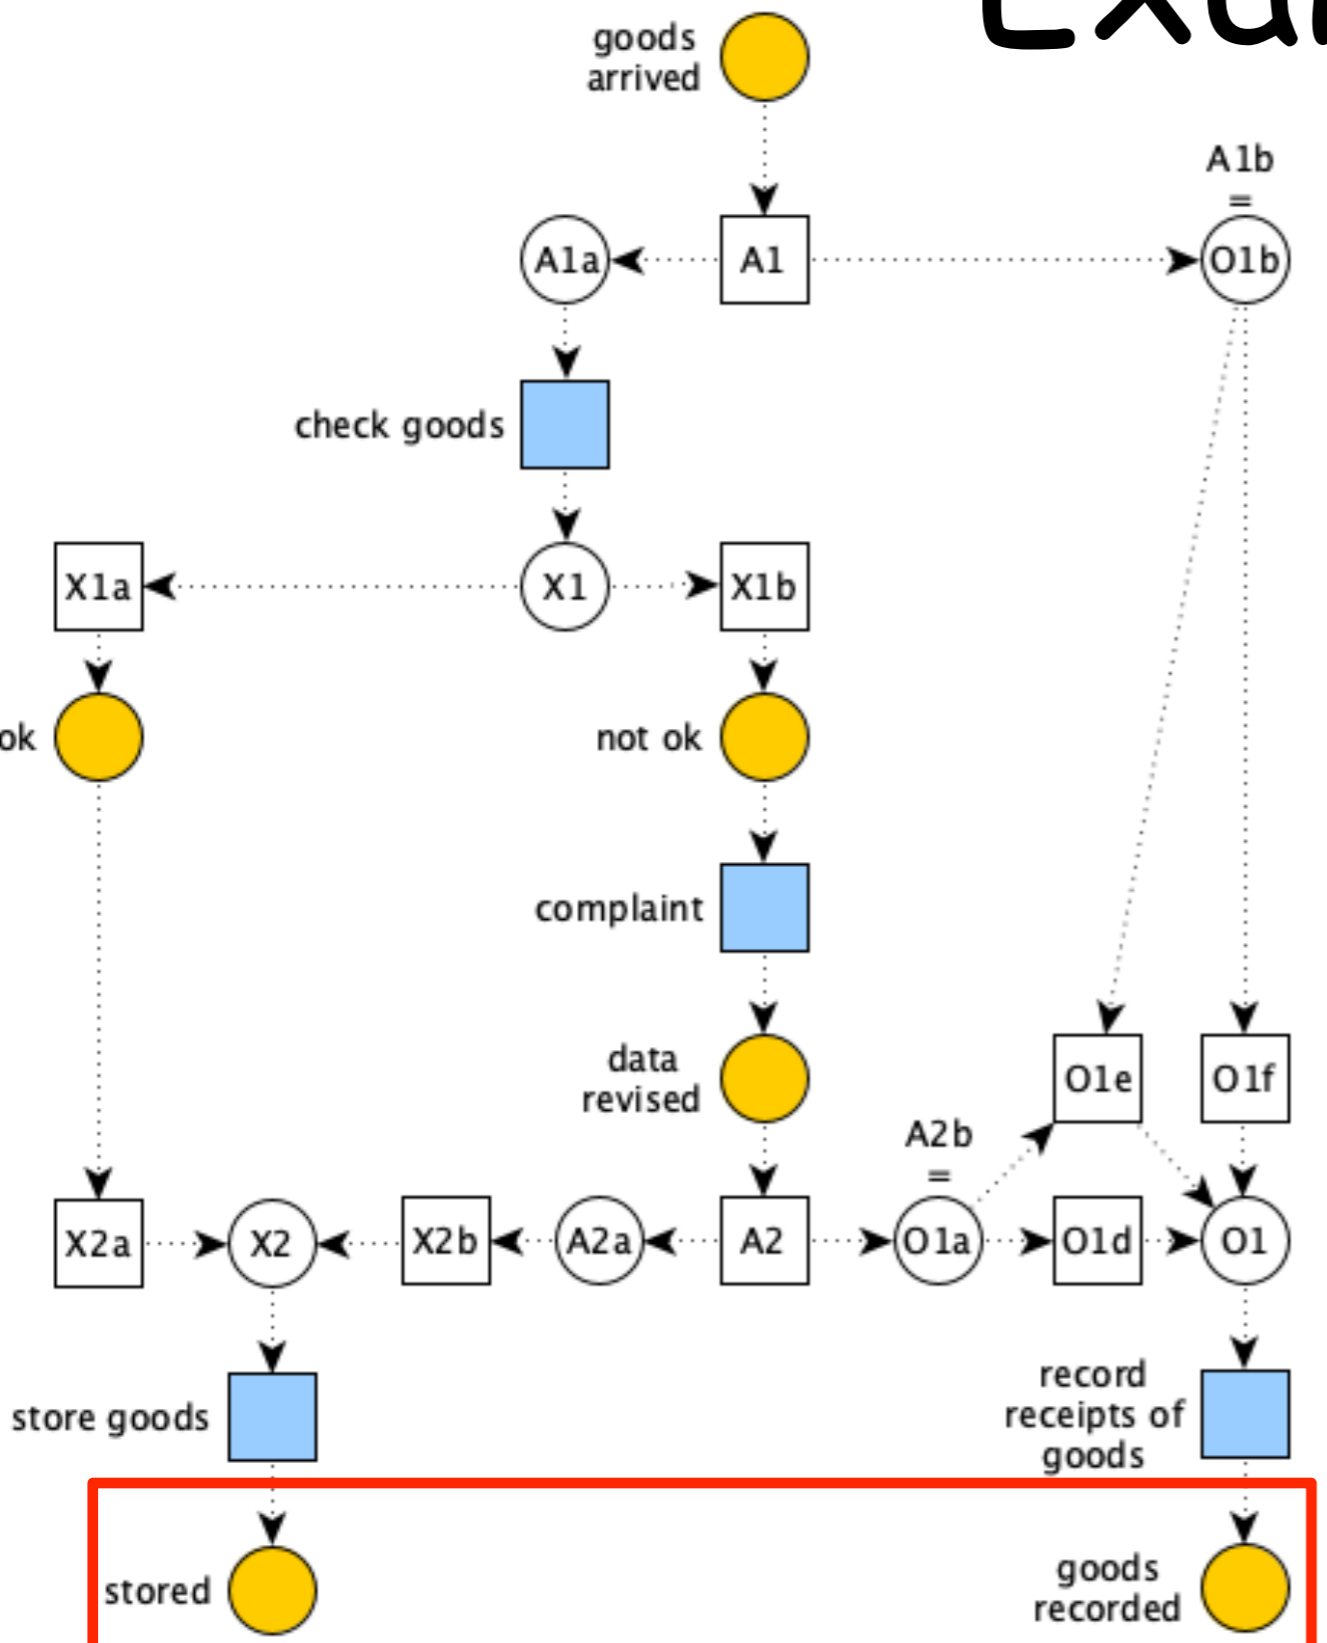 goods
arrived
A1b
=
A1a
A1
O1b
check goods
X1a
X1
X1b
ok
not ok
complaint
data
revised
O1e
O1f
A2b
=
X2a
X2
X2b
A2a
A2
O1a
O1d
O1
store goods
record
receipts of
goods
stored
goods
recorded